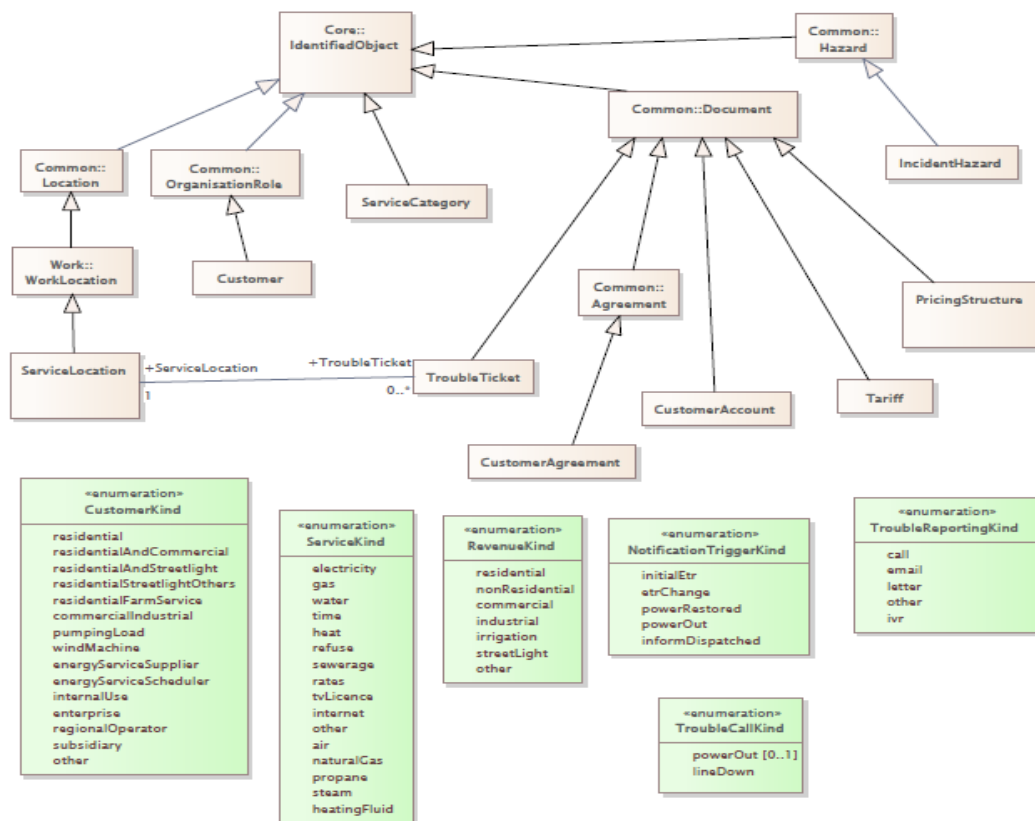 Core::
IdentifiedObject
Common::
Hazard
Common::Document
IncidentHazard
Common::
Location
Common::
OrganisationRole
ServiceCategory
Work::
WorkLocation
Customer
Common::
Agreement
PricingStructure
ServiceLocation
+ServiceLocation
1
+TroubleTicket
0..*
TroubleTicket
CustomerAccount
Tariff
CustomerAgreement
«enumeration»
CustomerKind
residential
residentialAndCommercial
residentialAndStreetlight
residentialStreetlightOthers
residentialFarmService
commercialIndustrial
pumpingLoad
windMachine
energyServiceSupplier
energyServiceScheduler
internalUse
enterprise
regionalOperator
subsidiary
other
«enumeration»
ServiceKind
electricity
gas
water
time
heat
refuse
sewerage
rates
tvLicence
internet
other
air
naturalGas
propane
steam
heatingFluid
«enumeration»
RevenueKind
residential
nonResidential
commercial
industrial
irrigation
streetLight
other
«enumeration»
NotificationTriggerKind
initialEtr
etrChange
powerRestored
powerOut
informDispatched
«enumeration»
TroubleReportingKind
call
email
letter
other
ivr
«enumeration»
TroubleCallKind
powerOut [0..1]
lineDown